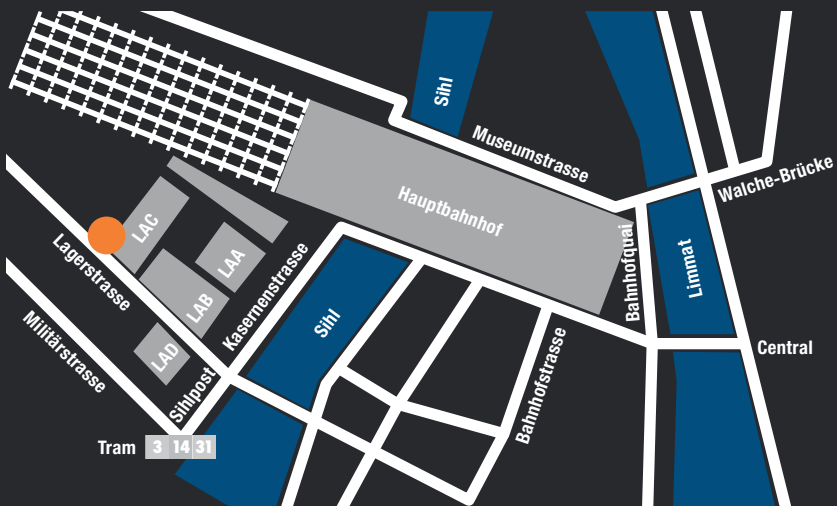 Sihl
Museumstrasse
Walche-Brücke
Hauptbahnhof
LAC
LAA
LAB
LAD
Lagerstrasse
Militärstrasse
Kasernenstrasse
Sihlpost
Sihl
Bahnhofquai
Limmat
Central
Bahnhofstrasse
Tram 3 14 31